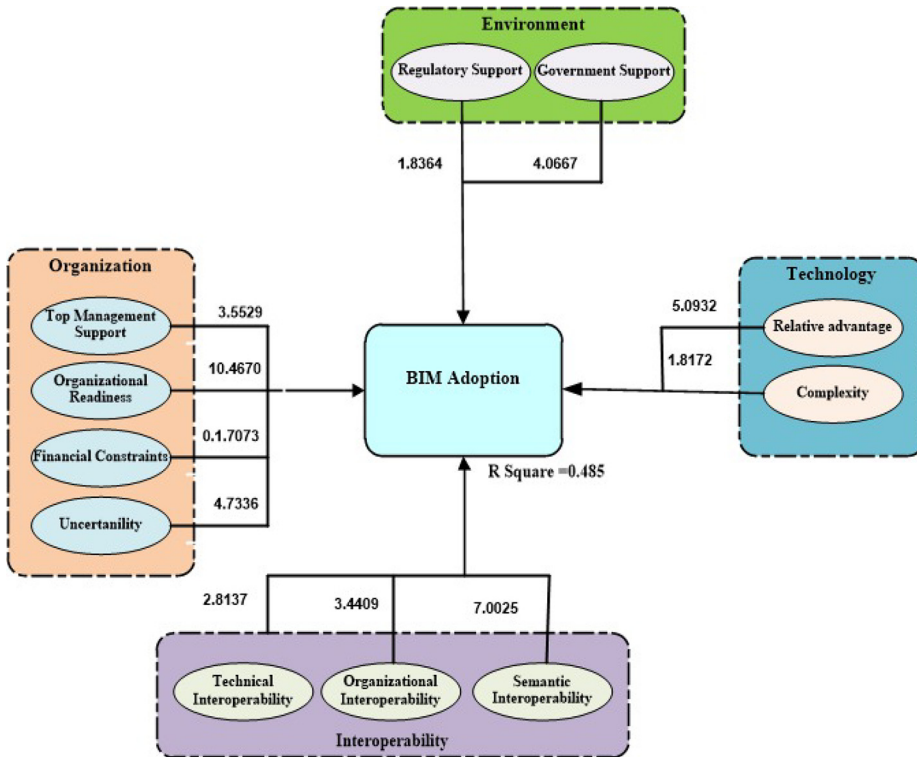 Environment
Regulatory Support
Government Support
1.8364
4.0667
Organization
Top Management
Support
3.5529
Organizational
Readiness
10.4670
Financial Constraints
0.1.7073
Uncertanility
4.7336
BIM Adoption
R Square =0.485
Technology
5.0932
Relative advantage
1.8172
Complexity
2.8137
3.4409
7.0025
Technical
Interoperability
Organizational
Interoperability
Semantic
Interoperability
Interoperability